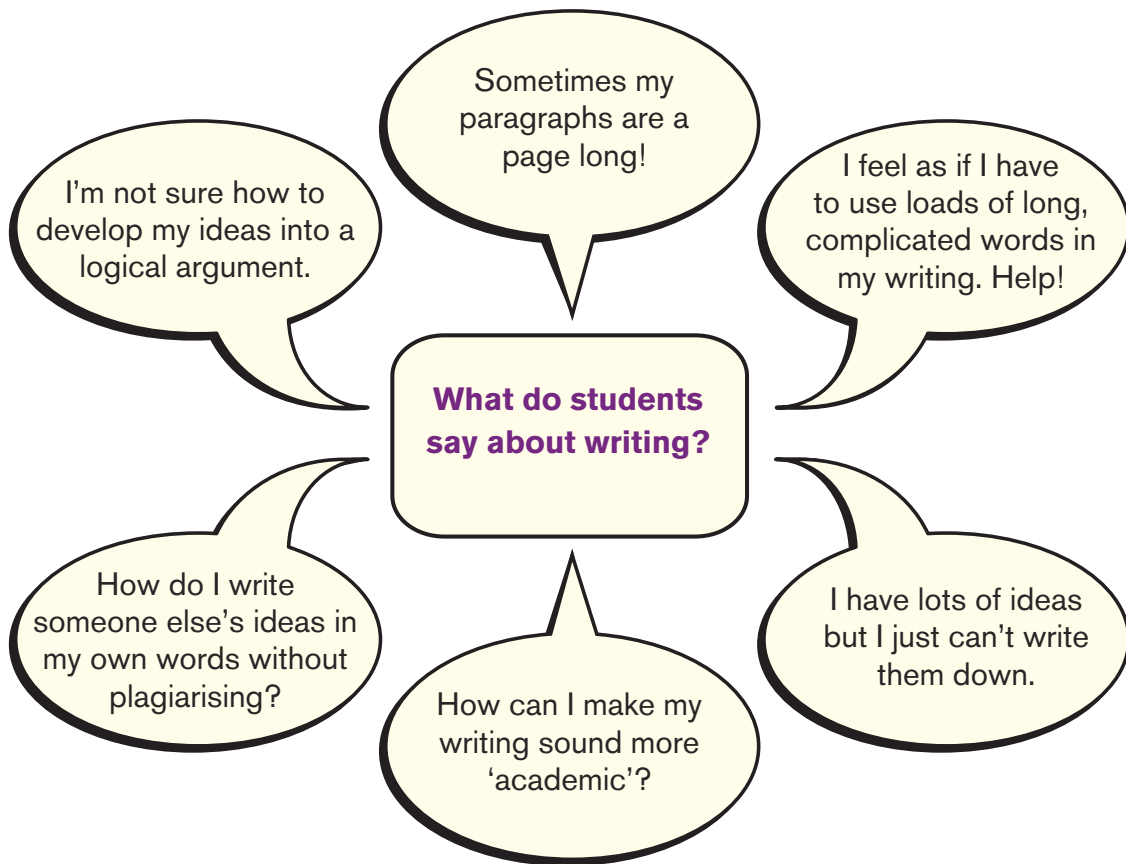 Sometimes my
paragraphs are a
page long!
I'm not sure how to
develop my ideas into a
logical argument.
I feel as if I have
to use loads of long,
complicated words in
my writing. Help!
What do students
say about writing?
How do I write
someone else's ideas in
my own words without
plagiarising?
How can I make my
writing sound more
‘academic’?
I have lots of ideas
but I just can't write
them down.